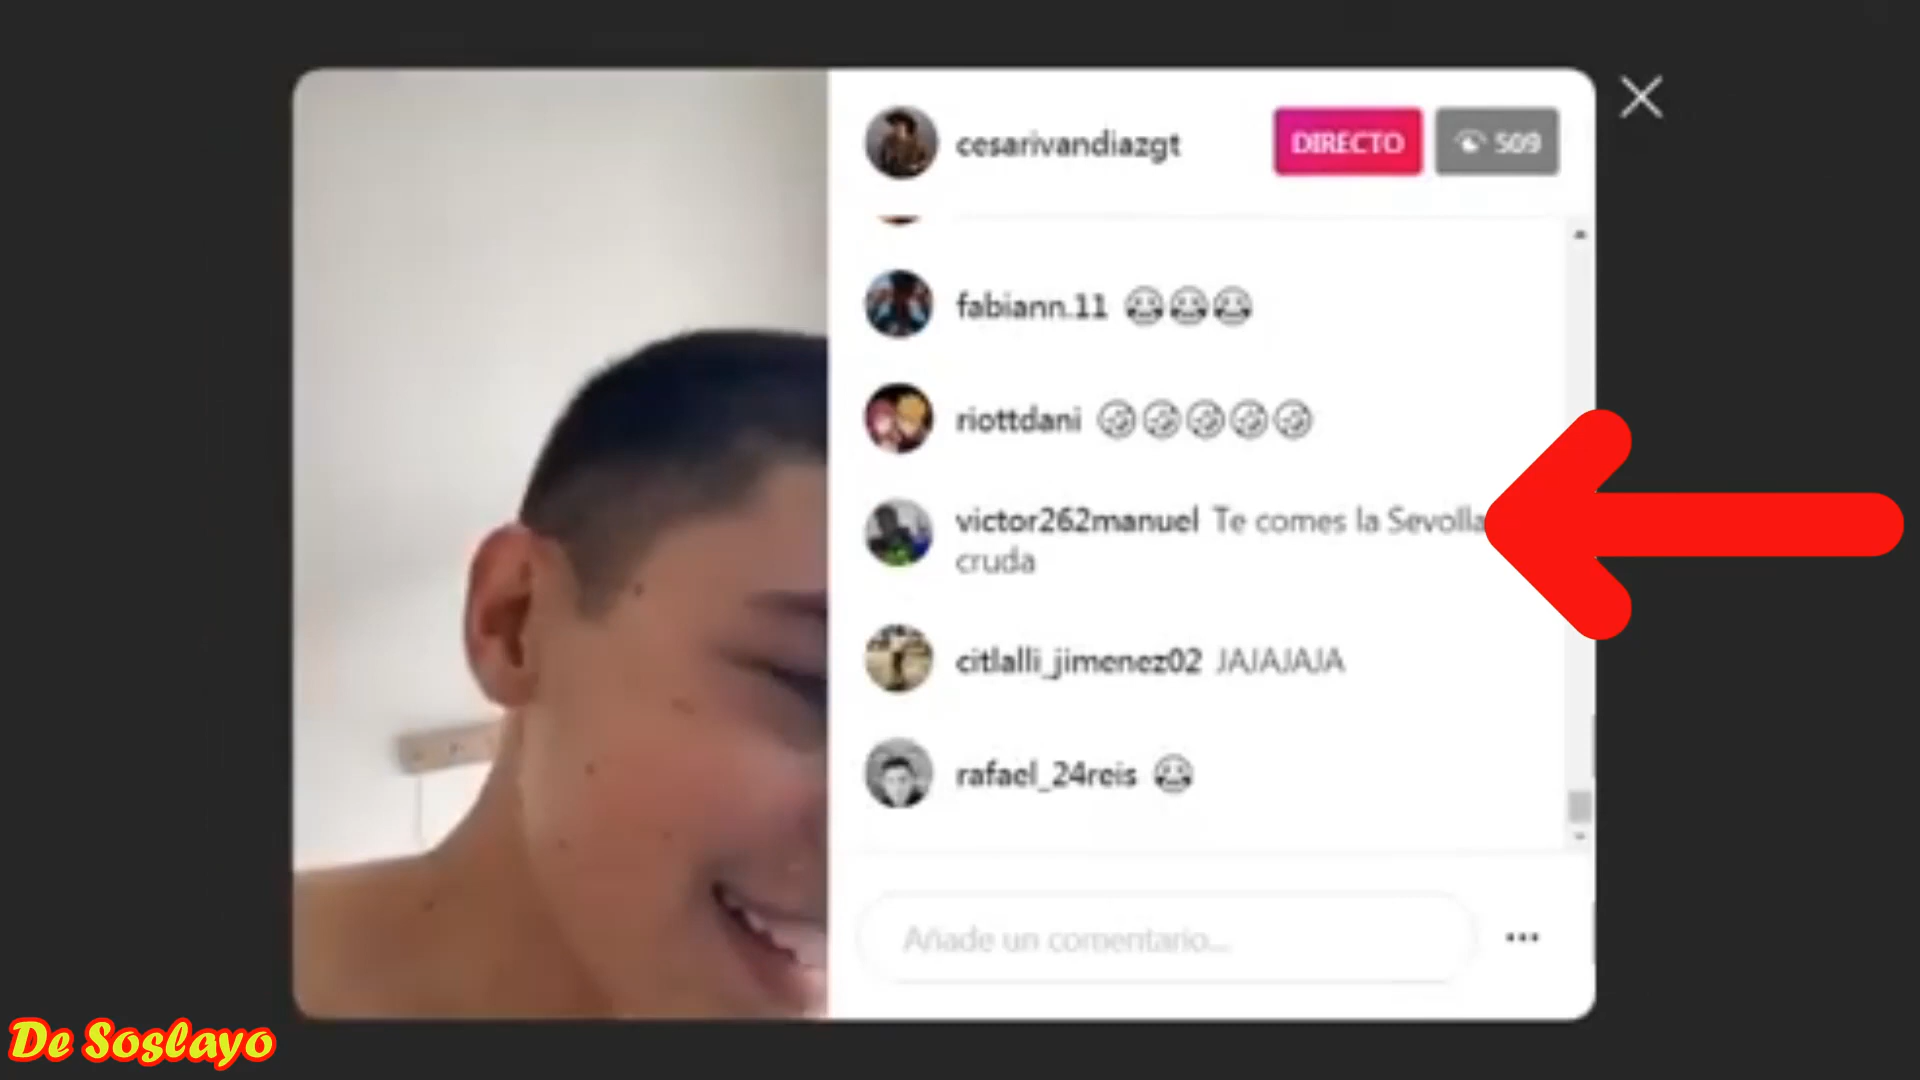 cesarivandiazgt DIRECTO 509
fabiann.11
riottdani
victor262manuel Te comes la Sevolla
cruda
citlalli_jimenez02 JAJAJAJA
rafael_24reis
Añade un comentario...
De Soslayo